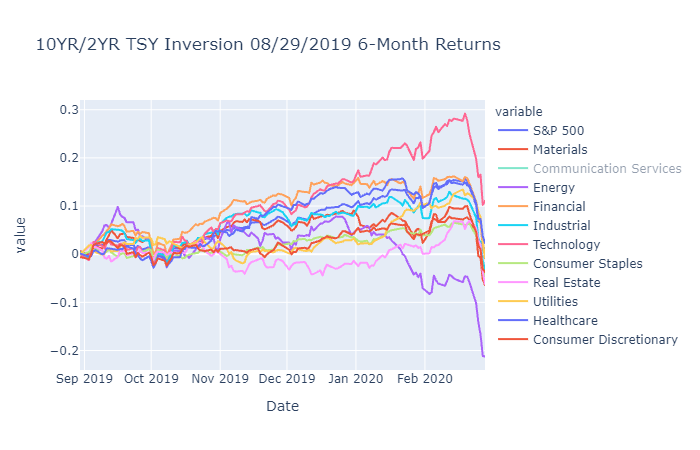 10YR/2YR TSY Inversion 08/29/2019 6-Month Returns
variable
S&P 500
Materials
Communication Services
Energy
Financial
Industrial
Technology
Consumer Staples
Real Estate
Utilities
Healthcare
Consumer Discretionary
value
0.3
0.2
0.1
0
−0.1
−0.2
Sep 2019 Oct 2019 Nov 2019 Dec 2019 Jan 2020 Feb 2020
Date